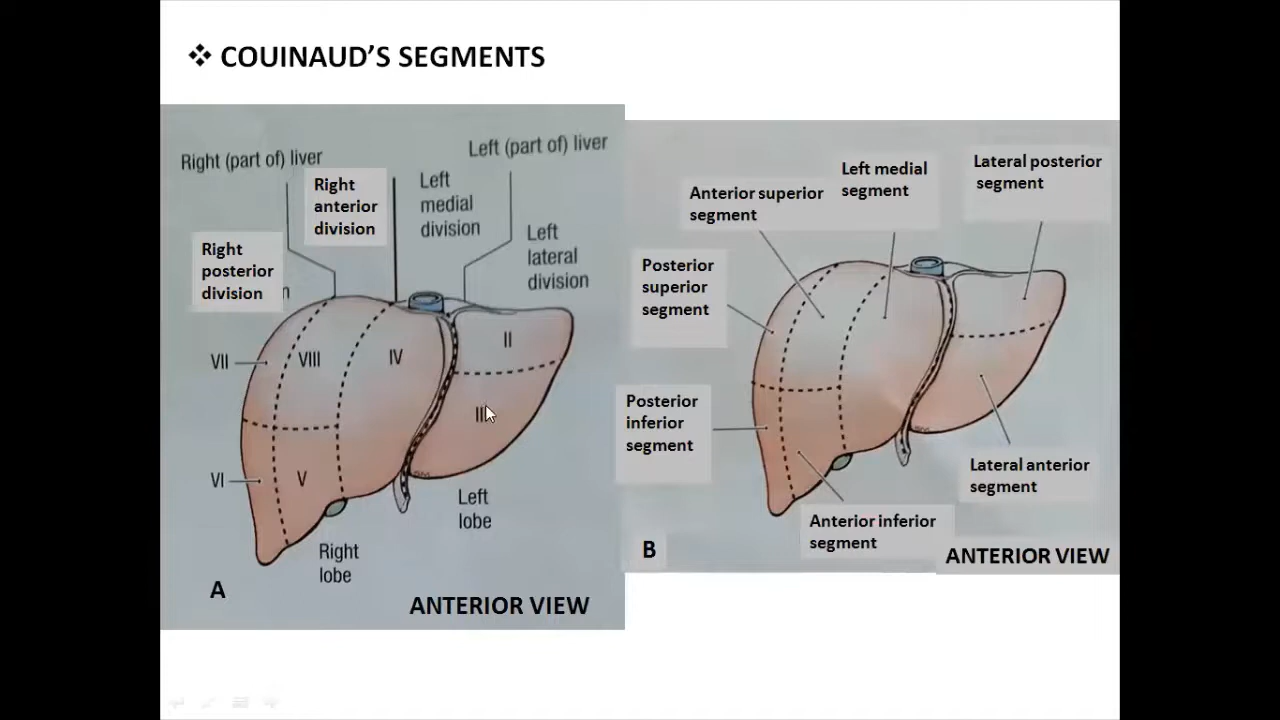 ❖ COUINAUD’S SEGMENTS
Right (part of) liver
Left (part of) liver
Right
anterior
division
Left
medial
division
Right
posterior
division
n
Left
lateral
division
VII
VIII
IV
II
III
VI
V
Left
lobe
Right
lobe
A
ANTERIOR VIEW
Left medial
segment
Lateral posterior
segment
Anterior superior
segment
Posterior
superior
segment
Posterior
inferior
segment
Lateral anterior
segment
Anterior inferior
segment
B
ANTERIOR VIEW